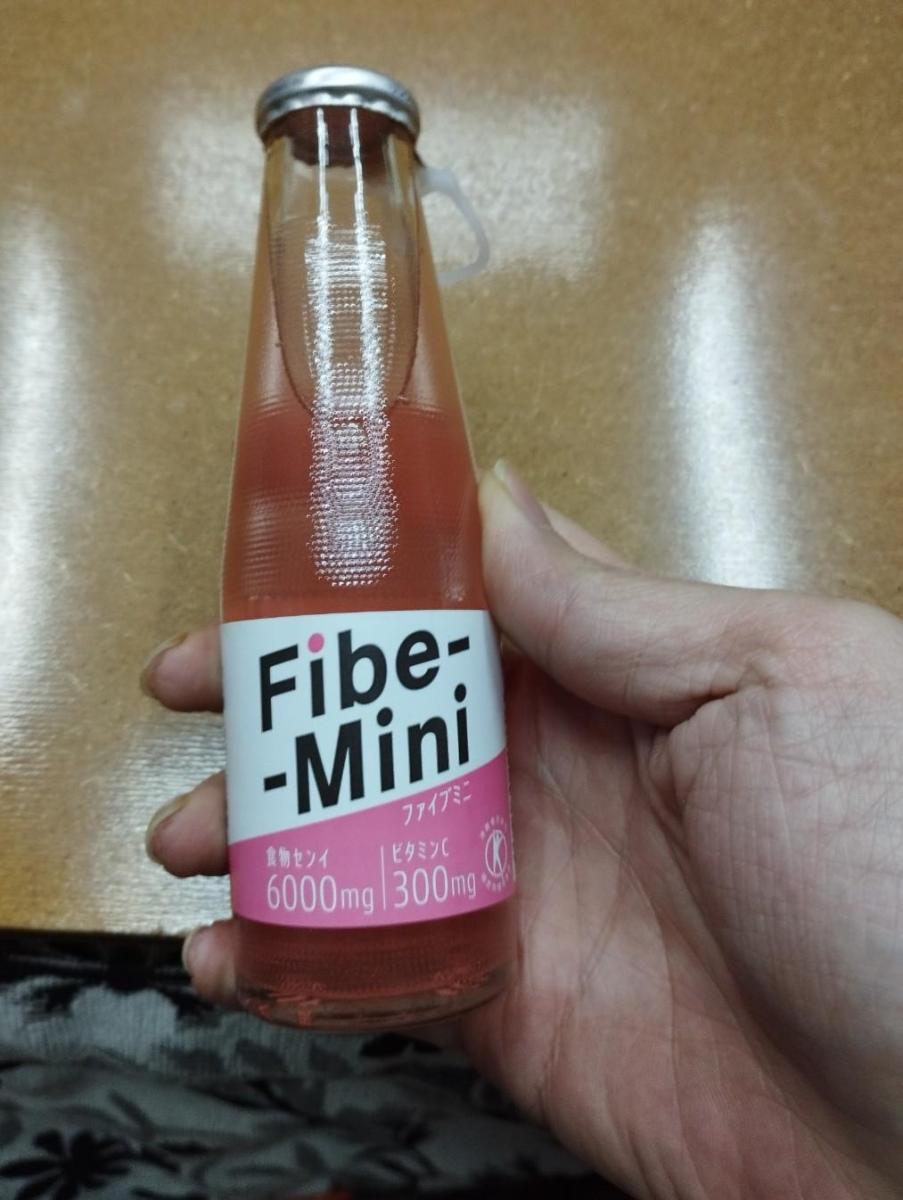 Fibe-
-Mini
ファイブミニ
食物センイ
6000mg
ビタミンC
300mg